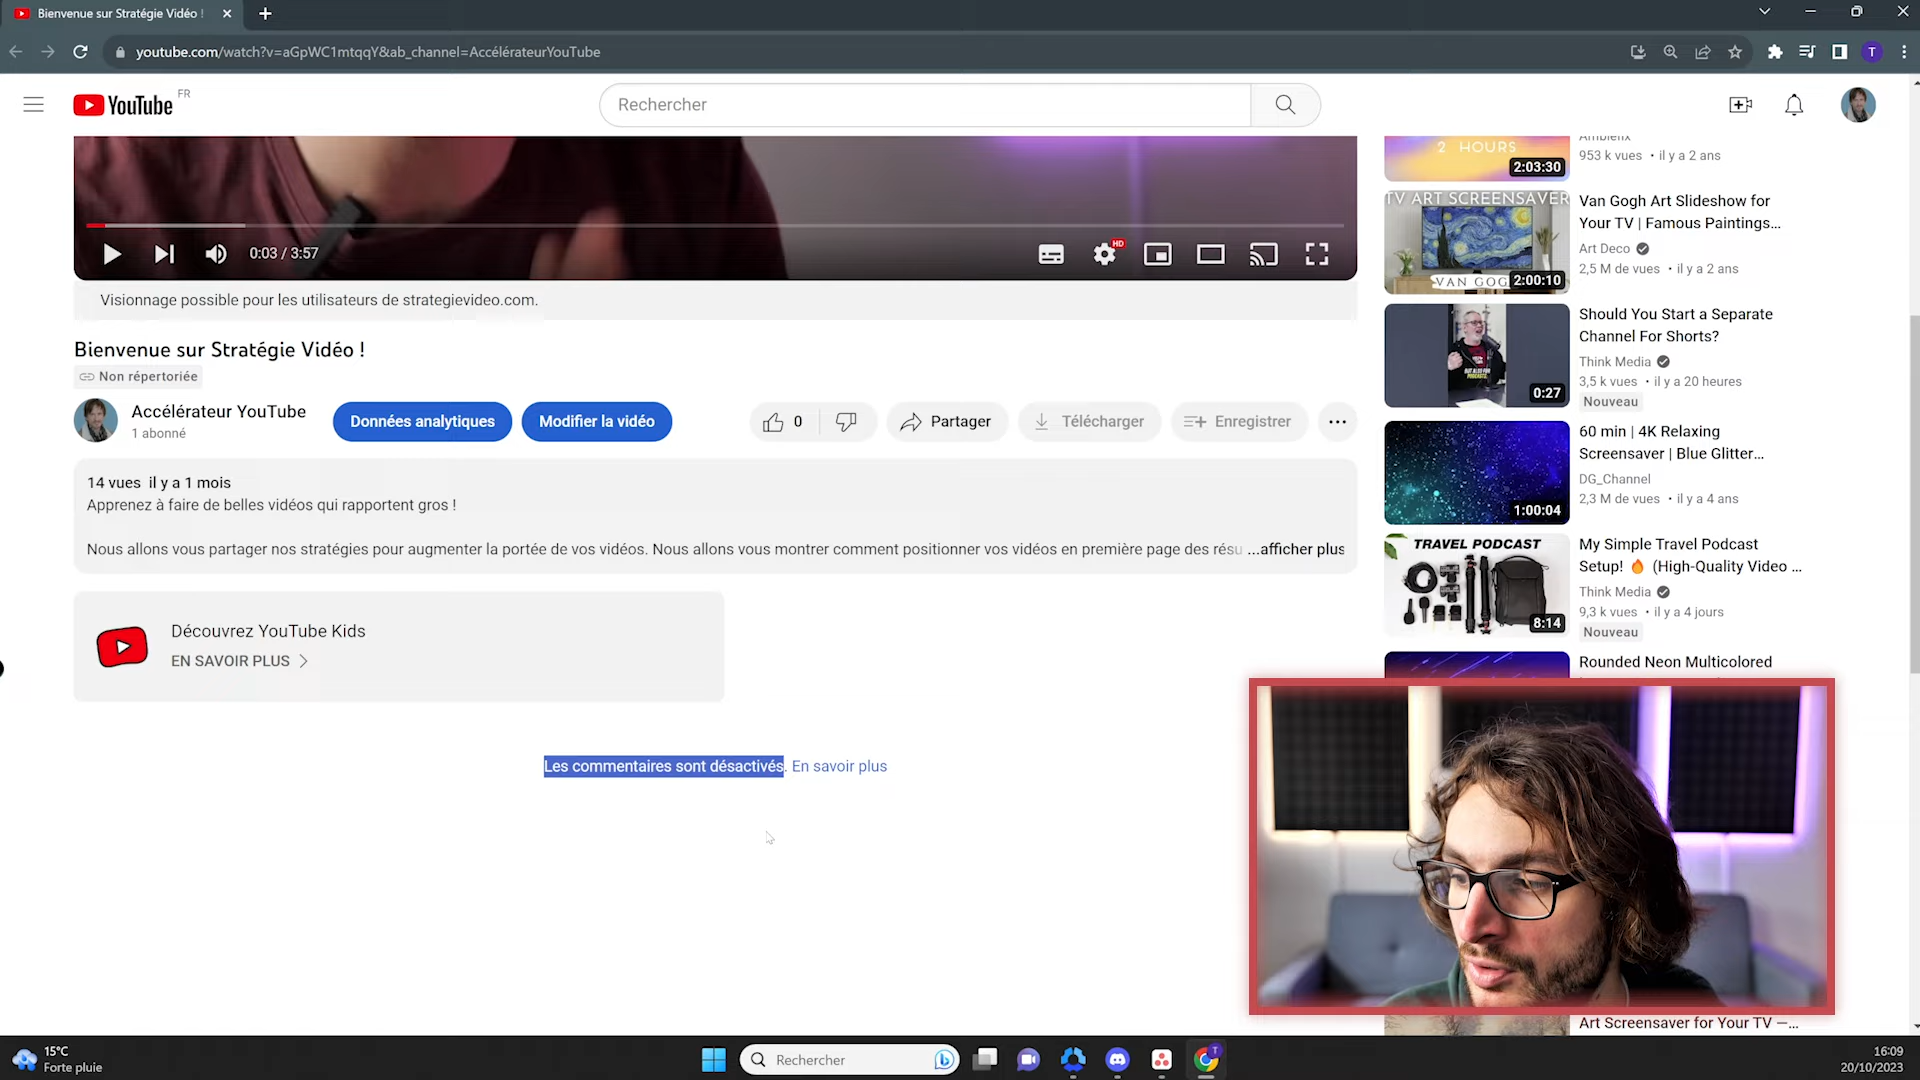 Bienvenue sur Stratégie Vidéo !
youtube.com/watch?v=aGpWC1mtqqY&ab_channel=AccélérateurYouTube
T
YouTube FR
Rechercher
0:03 / 3:57
HD
Visionnage possible pour les utilisateurs de strategievideo.com.
Bienvenue sur Stratégie Vidéo !
Non répertoriée
Accélérateur YouTube
1 abonné
Données analytiques
Modifier la vidéo
0
Partager
Télécharger
Enregistrer
14 vues il y a 1 mois
Apprenez à faire de belles vidéos qui rapportent gros !
Nous allons vous partager nos stratégies pour augmenter la portée de vos vidéos. Nous allons vous montrer comment positionner vos vidéos en première page des résu ...afficher plus
Découvrez YouTube Kids
EN SAVOIR PLUS
Les commentaires sont désactivés. En savoir plus
2 HOURS
2:03:30
953 k vues • il y a 2 ans
TV ART SCREENSAVER
VAN GOG
2:00:10
Van Gogh Art Slideshow for
Your TV | Famous Paintings...
Art Deco
2,5 M de vues • il y a 2 ans
0:27
Should You Start a Separate
Channel For Shorts?
Think Media
3,5 k vues • il y a 20 heures
Nouveau
1:00:04
60 min | 4K Relaxing
Screensaver | Blue Glitter...
DG_Channel
2,3 M de vues • il y a 4 ans
TRAVEL PODCAST
8:14
My Simple Travel Podcast
Setup! 🔥 (High-Quality Video ...
Think Media
9,3 k vues • il y a 4 jours
Nouveau
Rounded Neon Multicolored
Art Screensaver for Your TV —...
15°C
Forte pluie
Rechercher
T
16:09
20/10/2023